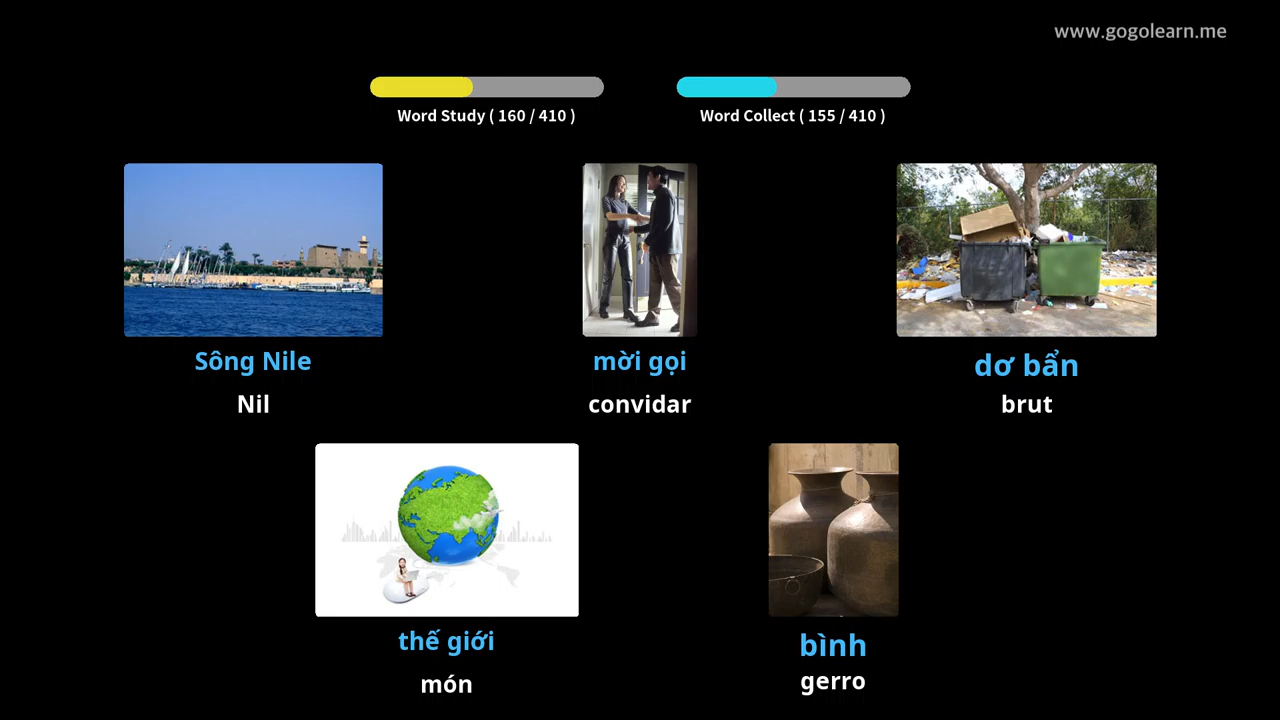 www.gogolearn.me
Word Study ( 160 / 410 )
Word Collect ( 155 / 410 )
Sông Nile
Nil
mời gọi
convidar
dơ bẩn
brut
thế giới
món
bình
gerro